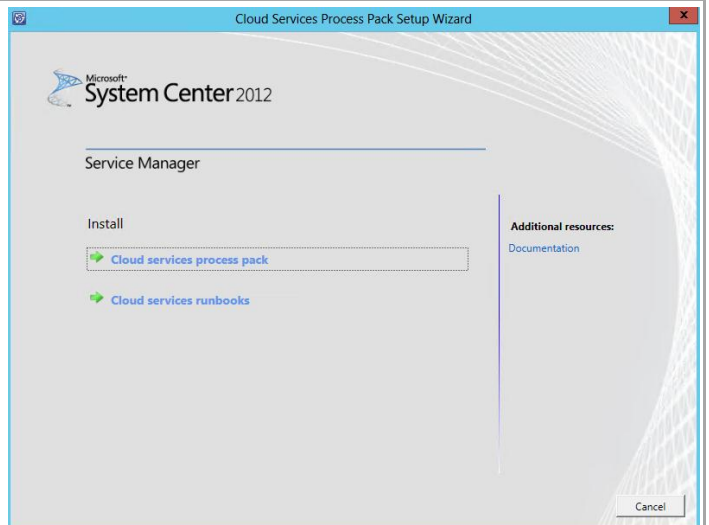 Cloud Services Process Pack Setup Wizard
x
Microsoft
System Center 2012
Service Manager
Install
Cloud services process pack
Cloud services runbooks
Additional resources:
Documentation
Cancel